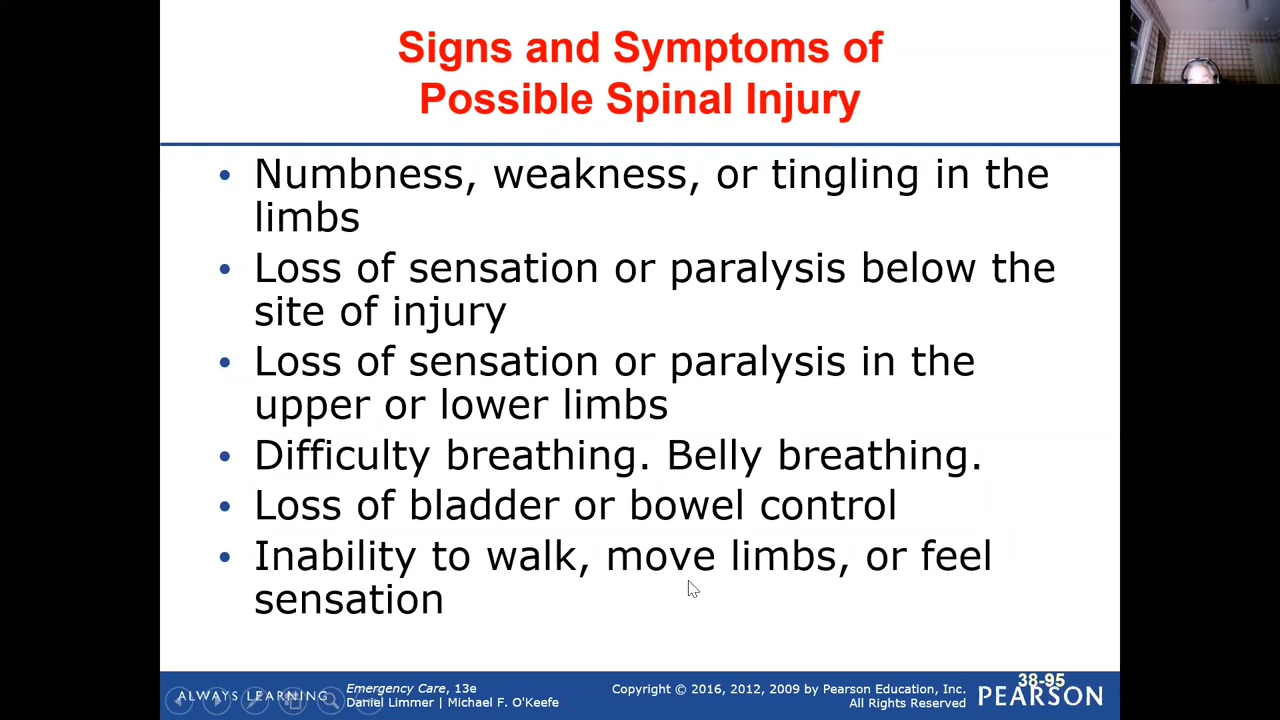 Signs and Symptoms of
Possible Spinal Injury
• Numbness, weakness, or tingling in the
limbs
• Loss of sensation or paralysis below the
site of injury
• Loss of sensation or paralysis in the
upper or lower limbs
• Difficulty breathing. Belly breathing.
• Loss of bladder or bowel control
• Inability to walk, move limbs, or feel
sensation
ALWAYS LEARNING
Emergency Care, 13e
Daniel Limmer | Michael F. O'Keefe
Copyright © 2016, 2012, 2009 by Pearson Education, Inc.
All Rights Reserved
38-95
PEARSON